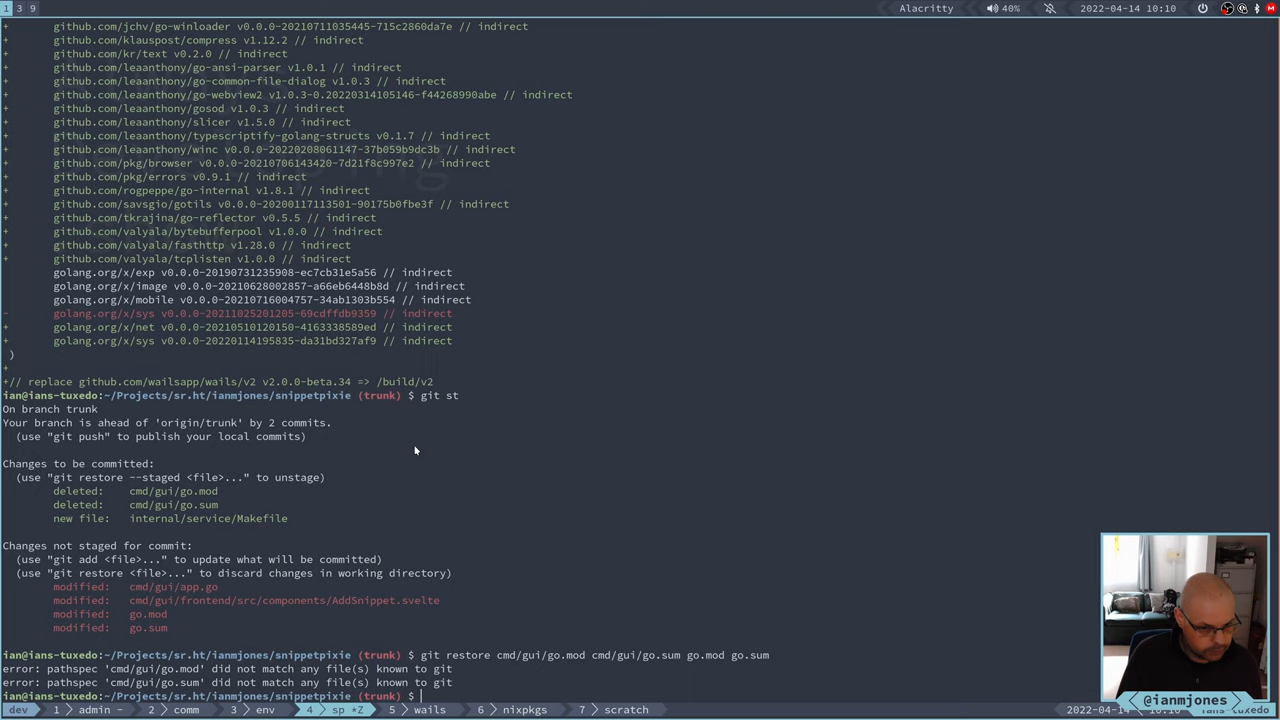 1 3 9 Alacritty 40% 2022-04-14 10:10
+ github.com/jchv/go-winloader v0.0.0-20210711035445-715c2860da7e // indirect
+ github.com/klauspost/compress v1.12.2 // indirect
+ github.com/kr/text v0.2.0 // indirect
+ github.com/leaanthony/go-ansi-parser v1.0.1 // indirect
+ github.com/leaanthony/go-common-file-dialog v1.0.3 // indirect
+ github.com/leaanthony/go-webview2 v1.0.3-0.20220314105146-f44268990abe // indirect
+ github.com/leaanthony/gosod v1.0.3 // indirect
+ github.com/leaanthony/slicer v1.5.0 // indirect
+ github.com/leaanthony/typescriptify-golang-structs v0.1.7 // indirect
+ github.com/leaanthony/winc v0.0.0-20220208061147-37b059b9dc3b // indirect
+ github.com/pkg/browser v0.0.0-20210706143420-7d21f8c997e2 // indirect
+ github.com/pkg/errors v0.9.1 // indirect
+ github.com/rogpeppe/go-internal v1.8.1 // indirect
+ github.com/savsgio/gotils v0.0.0-20200117113501-90175b0fbe3f // indirect
+ github.com/tkrajina/go-reflector v0.5.5 // indirect
+ github.com/valyala/bytebufferpool v1.0.0 // indirect
+ github.com/valyala/fasthttp v1.28.0 // indirect
+ github.com/valyala/tcplisten v1.0.0 // indirect
golang.org/x/exp v0.0.0-20190731235908-ec7cb31e5a56 // indirect
golang.org/x/image v0.0.0-20210628002857-a66eb6448b8d // indirect
golang.org/x/mobile v0.0.0-20210716004757-34ab1303b554 // indirect
- golang.org/x/sys v0.0.0-20211025201205-69cdffdb9359 // indirect
+ golang.org/x/net v0.0.0-20210510120150-4163338589ed // indirect
+ golang.org/x/sys v0.0.0-20220114195835-da31bd327af9 // indirect
)
+
+// replace github.com/wailsapp/wails/v2 v2.0.0-beta.34 => /build/v2
ian@ians-tuxedo:~/Projects/sr.ht/ianmjones/snippetpixie (trunk) $ git st
On branch trunk
Your branch is ahead of 'origin/trunk' by 2 commits.
(use "git push" to publish your local commits)
Changes to be committed:
(use "git restore --staged <file>..." to unstage)
deleted: cmd/gui/go.mod
deleted: cmd/gui/go.sum
new file: internal/service/Makefile
Changes not staged for commit:
(use "git add <file>..." to update what will be committed)
(use "git restore <file>..." to discard changes in working directory)
modified: cmd/gui/app.go
modified: cmd/gui/frontend/src/components/AddSnippet.svelte
modified: go.mod
modified: go.sum
ian@ians-tuxedo:~/Projects/sr.ht/ianmjones/snippetpixie (trunk) $ git restore cmd/gui/go.mod cmd/gui/go.sum go.mod go.sum
error: pathspec 'cmd/gui/go.mod' did not match any file(s) known to git
error: pathspec 'cmd/gui/go.sum' did not match any file(s) known to git
ian@ians-tuxedo:~/Projects/sr.ht/ianmjones/snippetpixie (trunk) $
@ianmjones
dev 1 admin - 2 comm 3 env 4 sp *Z 5 wails 6 nixpkgs 7 scratch 2022-04-14